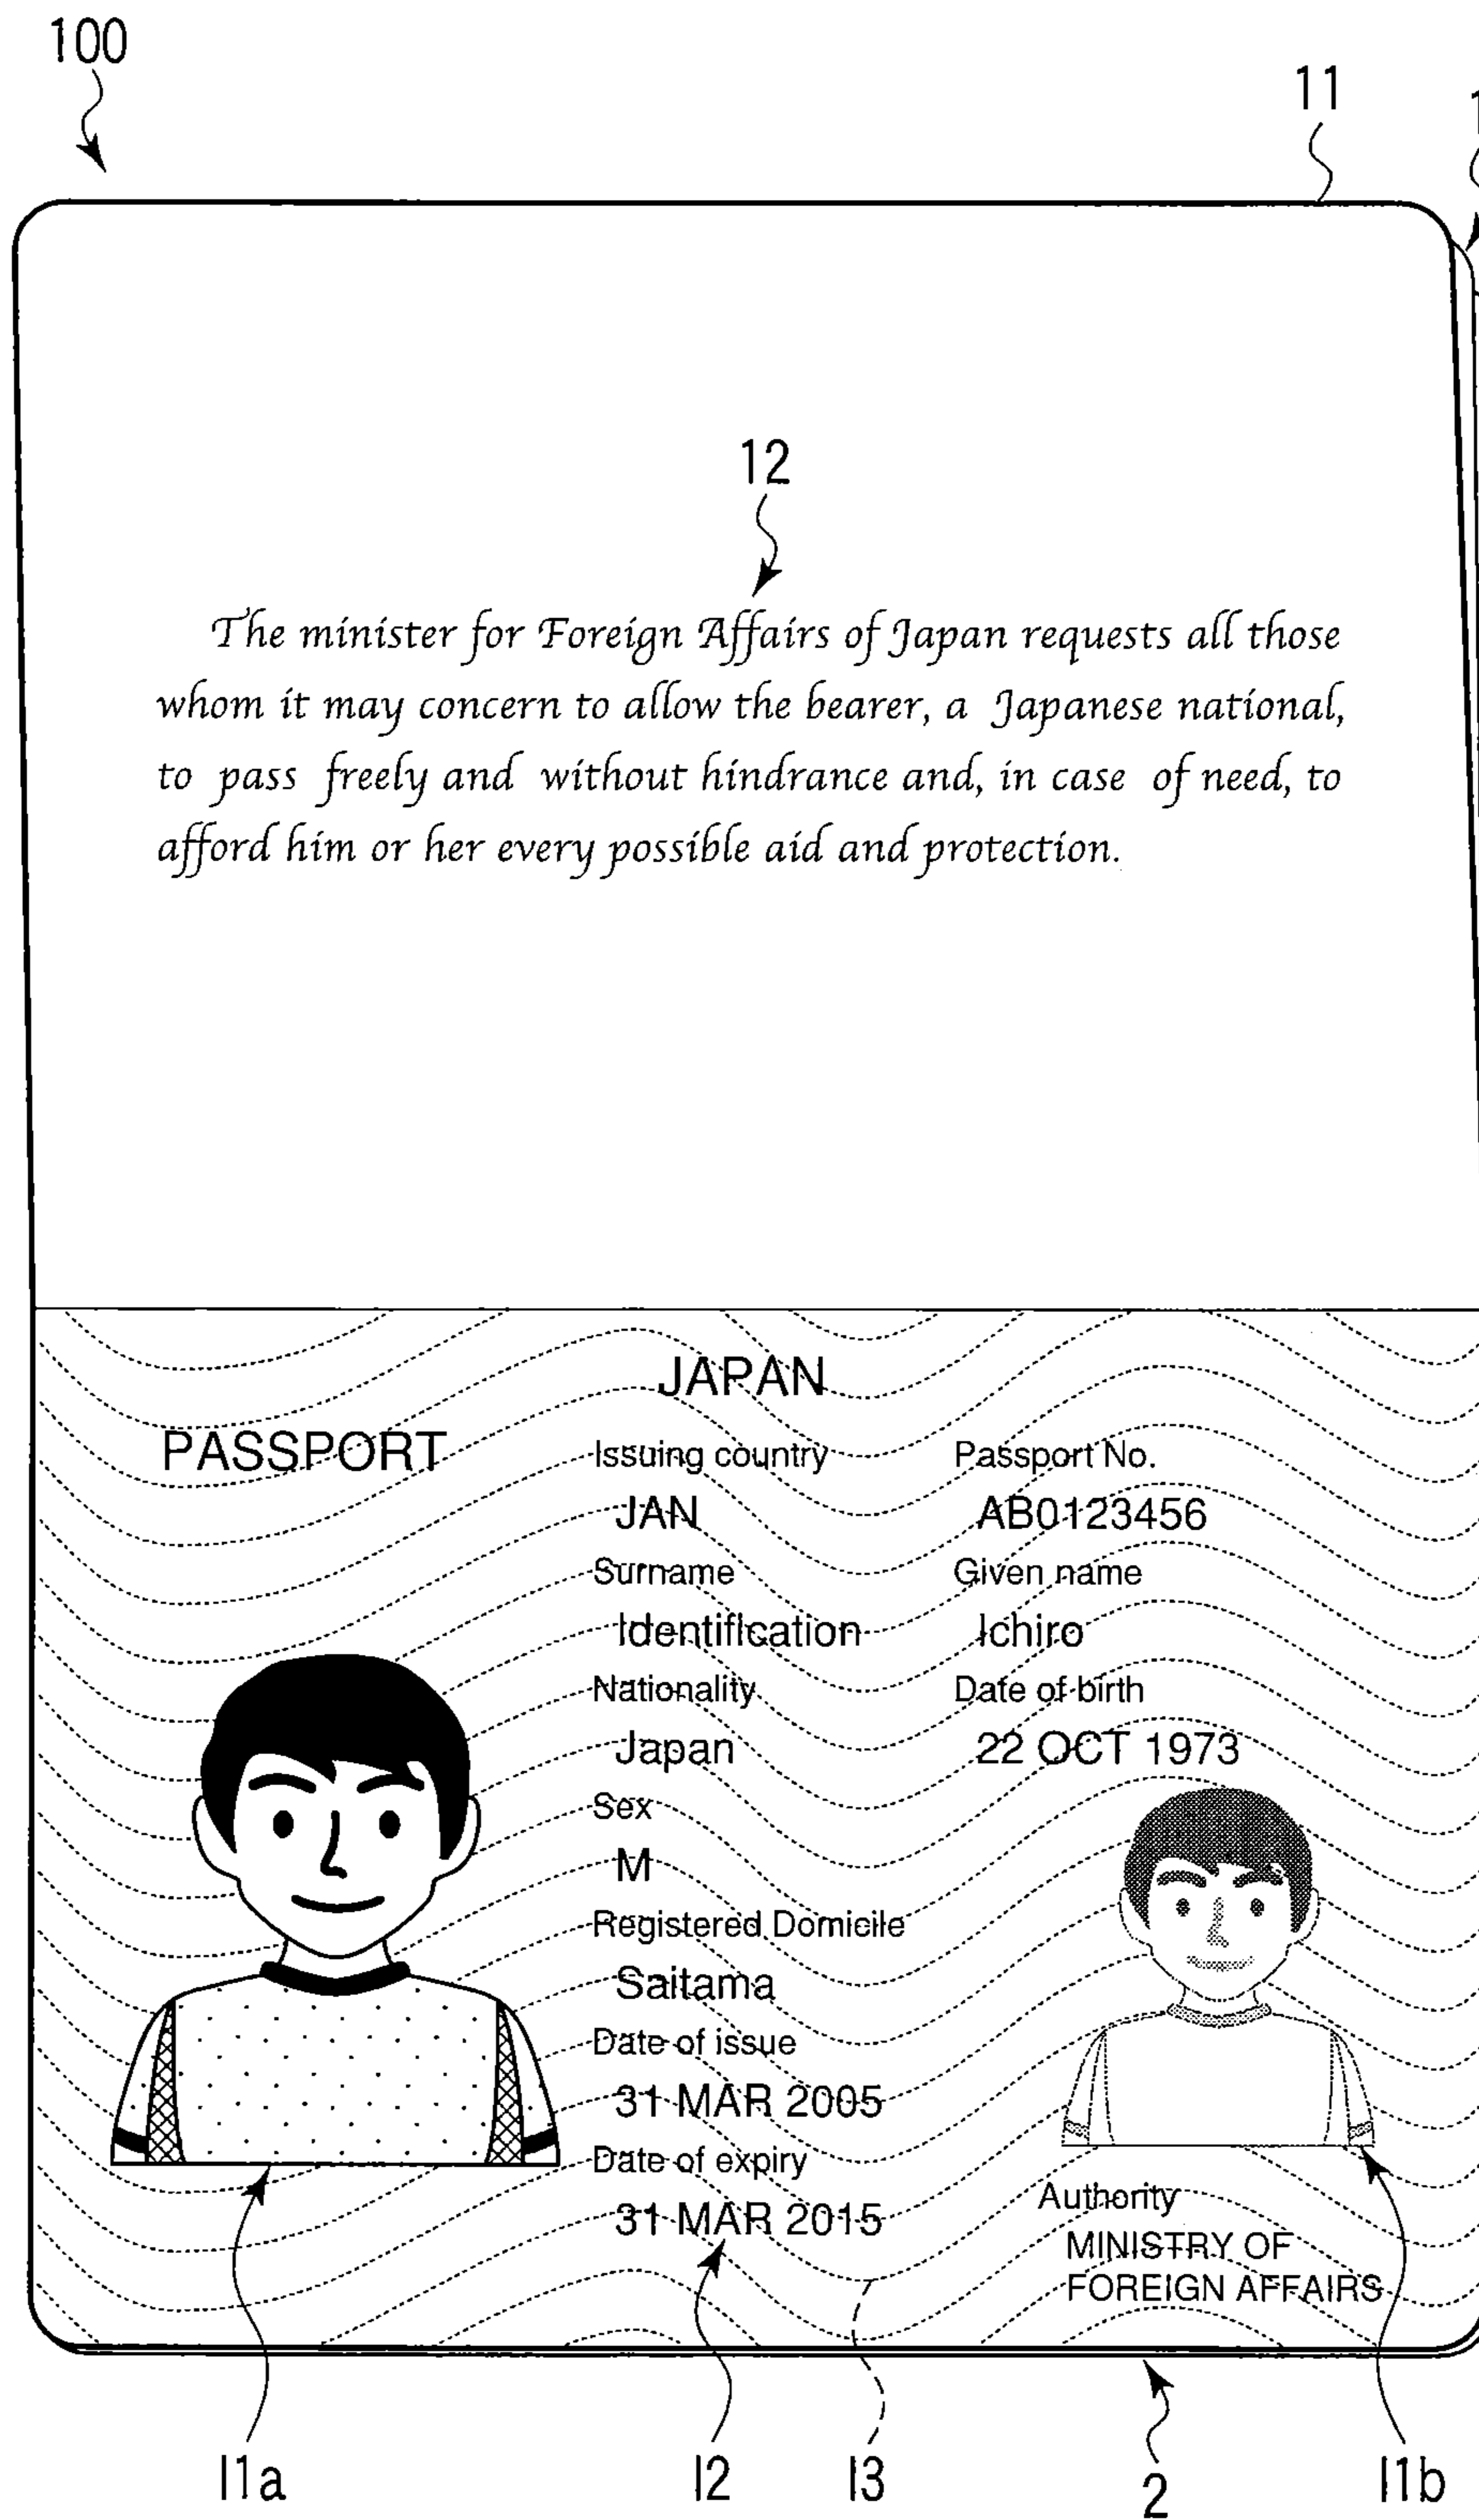 100
11
1
12
The minister for Foreign Affairs of Japan requests all those
whom it may concern to allow the bearer, a Japanese national,
to pass freely and without hindrance and, in case of need, to
afford him or her every possible aid and protection.
JAPAN
PASSPORT
Issuing country Passport No.
JAN AB0123456
Surname Given name
Identification Ichiro
Nationality Date of birth
Japan 22 OCT 1973
Sex
M
Registered Domicile
Saitama
Date of issue
31 MAR 2005
Date of expiry
31 MAR 2015
Authority
MINISTRY OF
FOREIGN AFFAIRS
I1a I2 I3 2 I1b